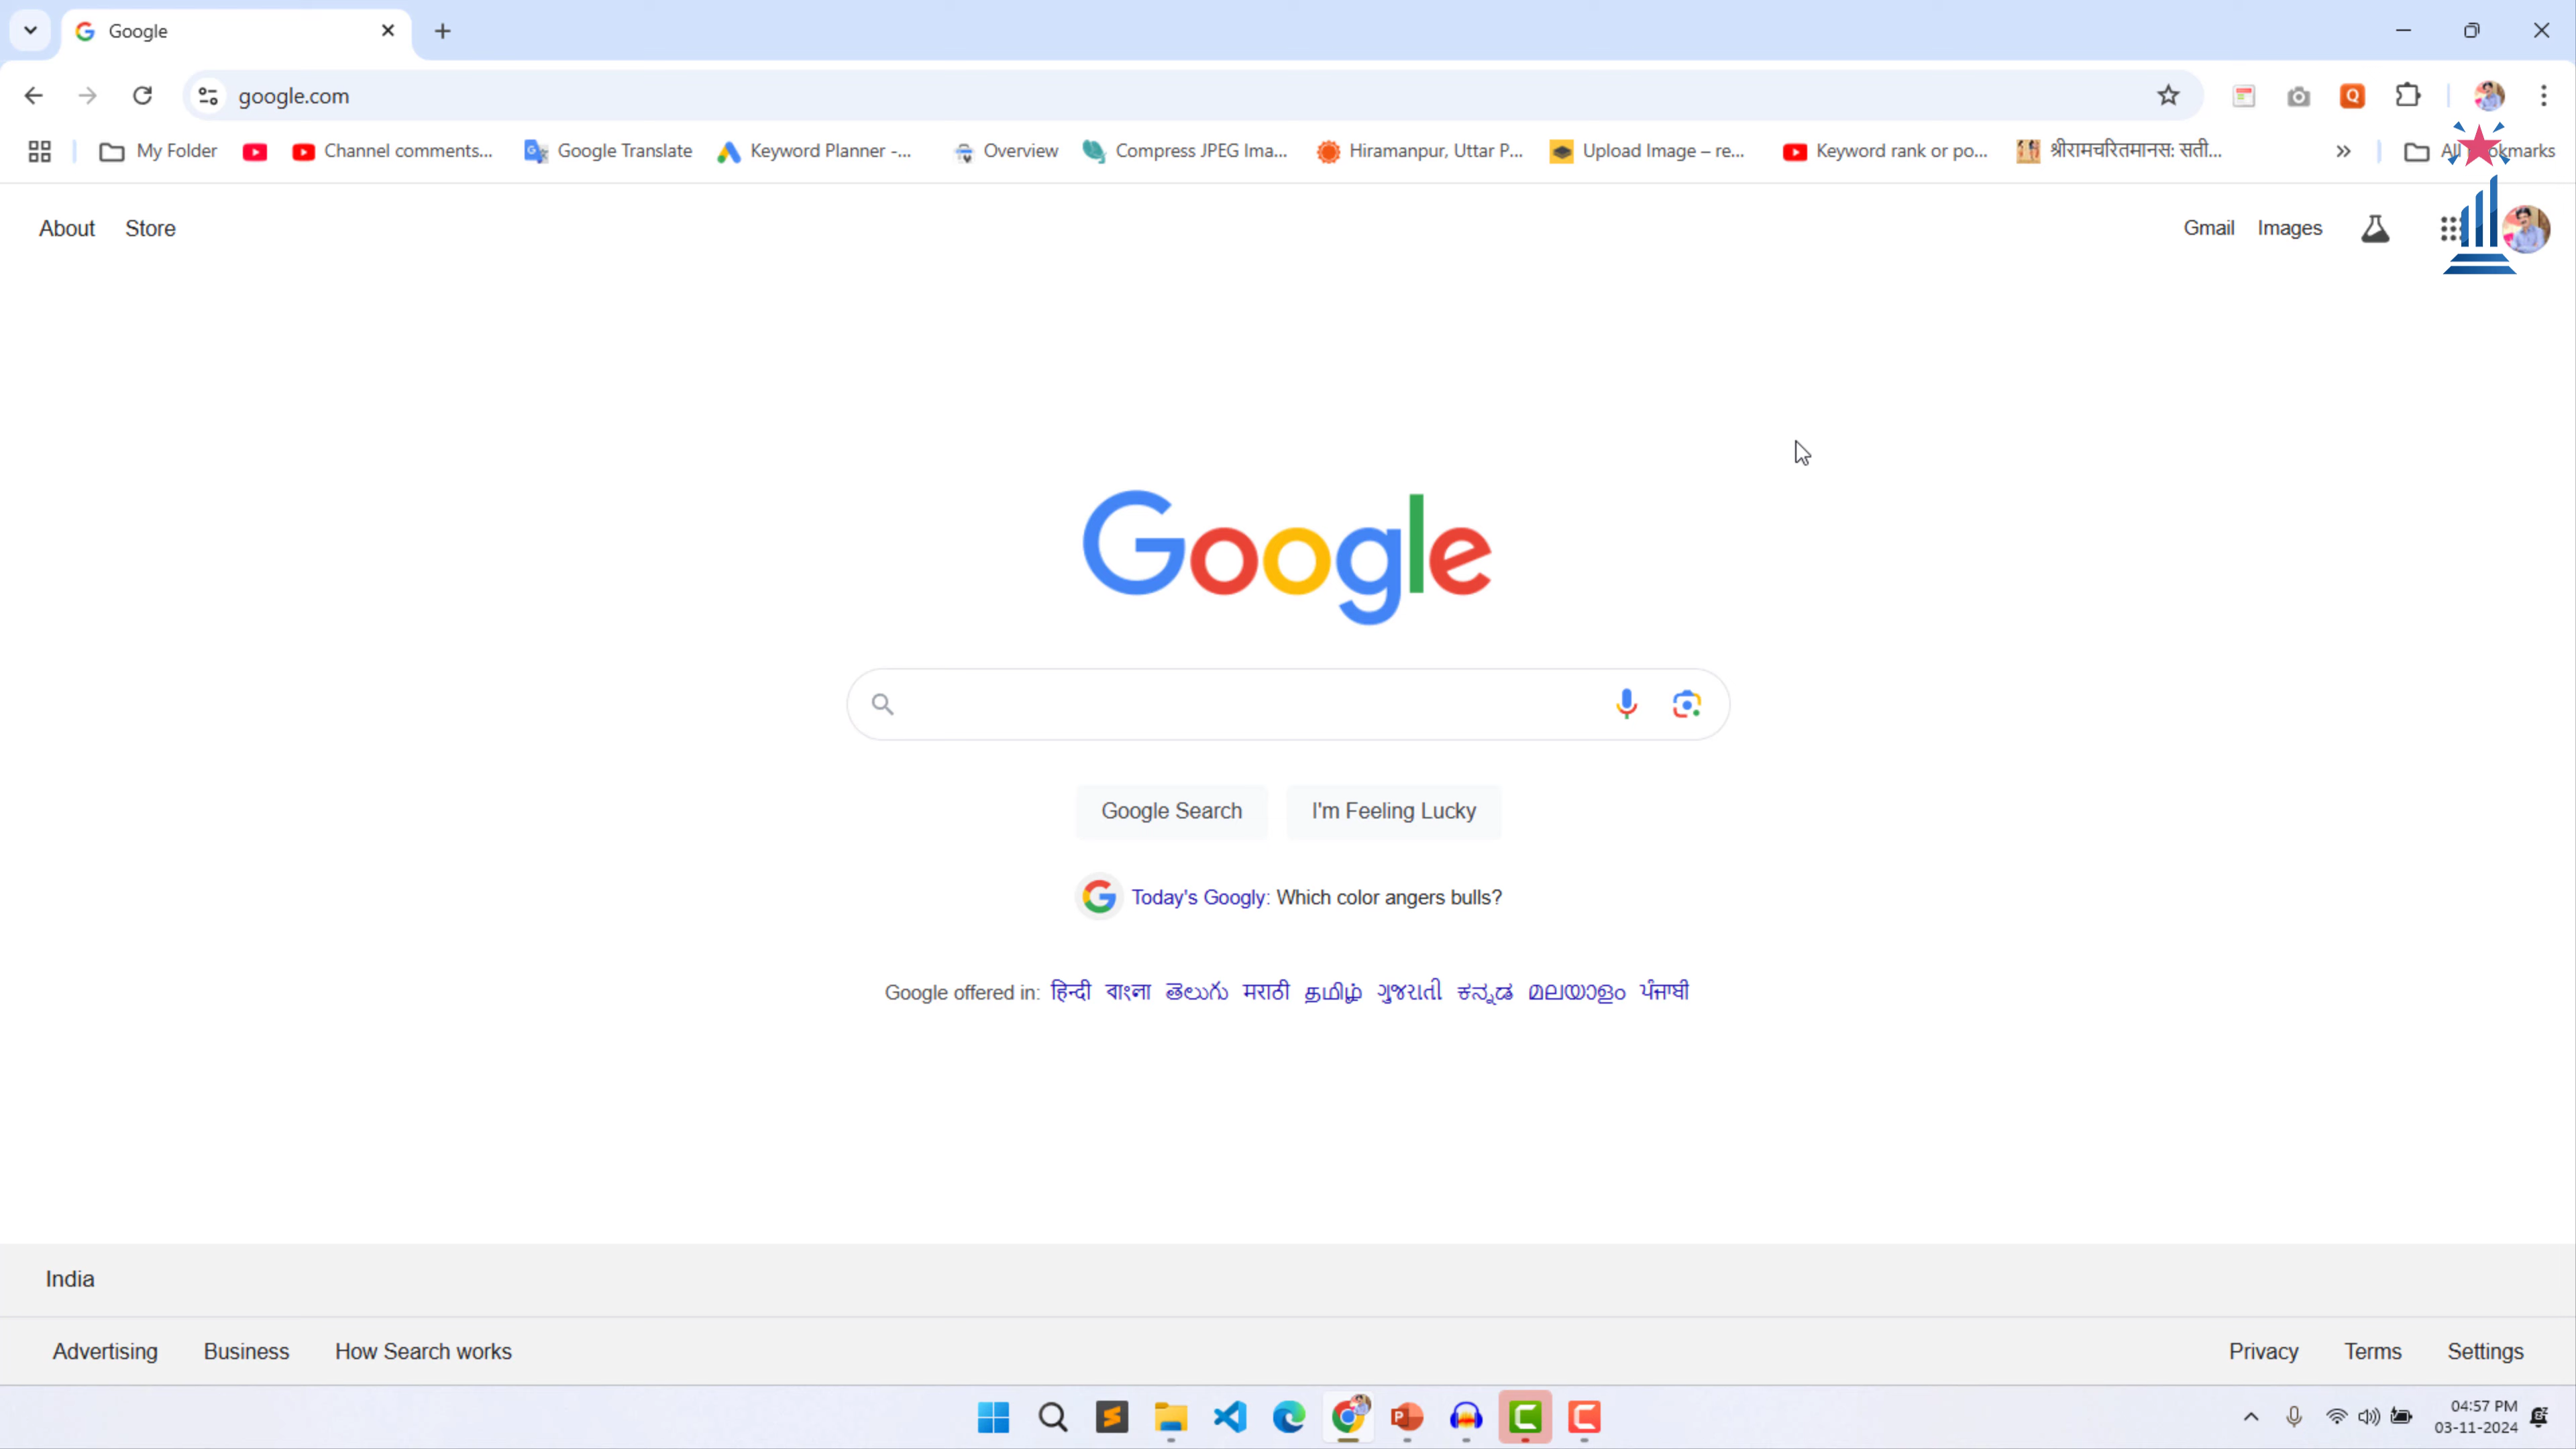 Google
google.com
My Folder Channel comments... Google Translate Keyword Planner -... Overview Compress JPEG Ima... Hiramanpur, Uttar P... Upload Image – re... Keyword rank or po... श्रीरामचरितमानस: सती... All Bookmarks
About Store Gmail Images
Google
Google Search I'm Feeling Lucky
Today's Googly: Which color angers bulls?
Google offered in: हिन्दी বাংলা తెలుగు मराठी தமிழ் ગુજરાતી ಕನ್ನಡ മലയാളം ਪੰਜਾਬੀ
India
Advertising Business How Search works Privacy Terms Settings
04:57 PM
03-11-2024